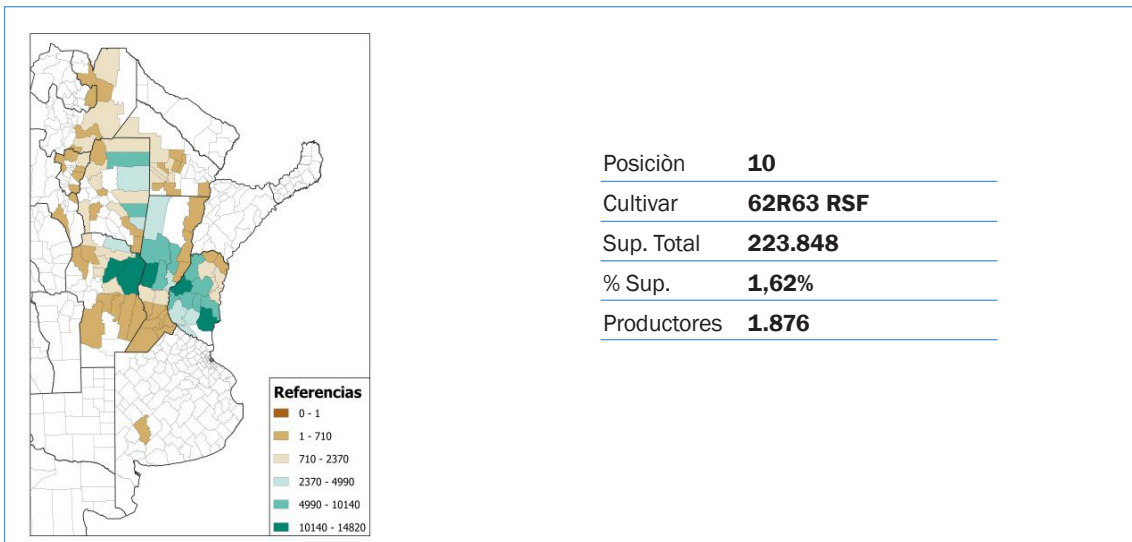 Referencias
0 - 1
1 - 710
710 - 2370
2370 - 4990
4990 - 10140
10140 - 14820
Posiciòn 10
Cultivar 62R63 RSF
Sup. Total 223.848
% Sup. 1,62%
Productores 1.876